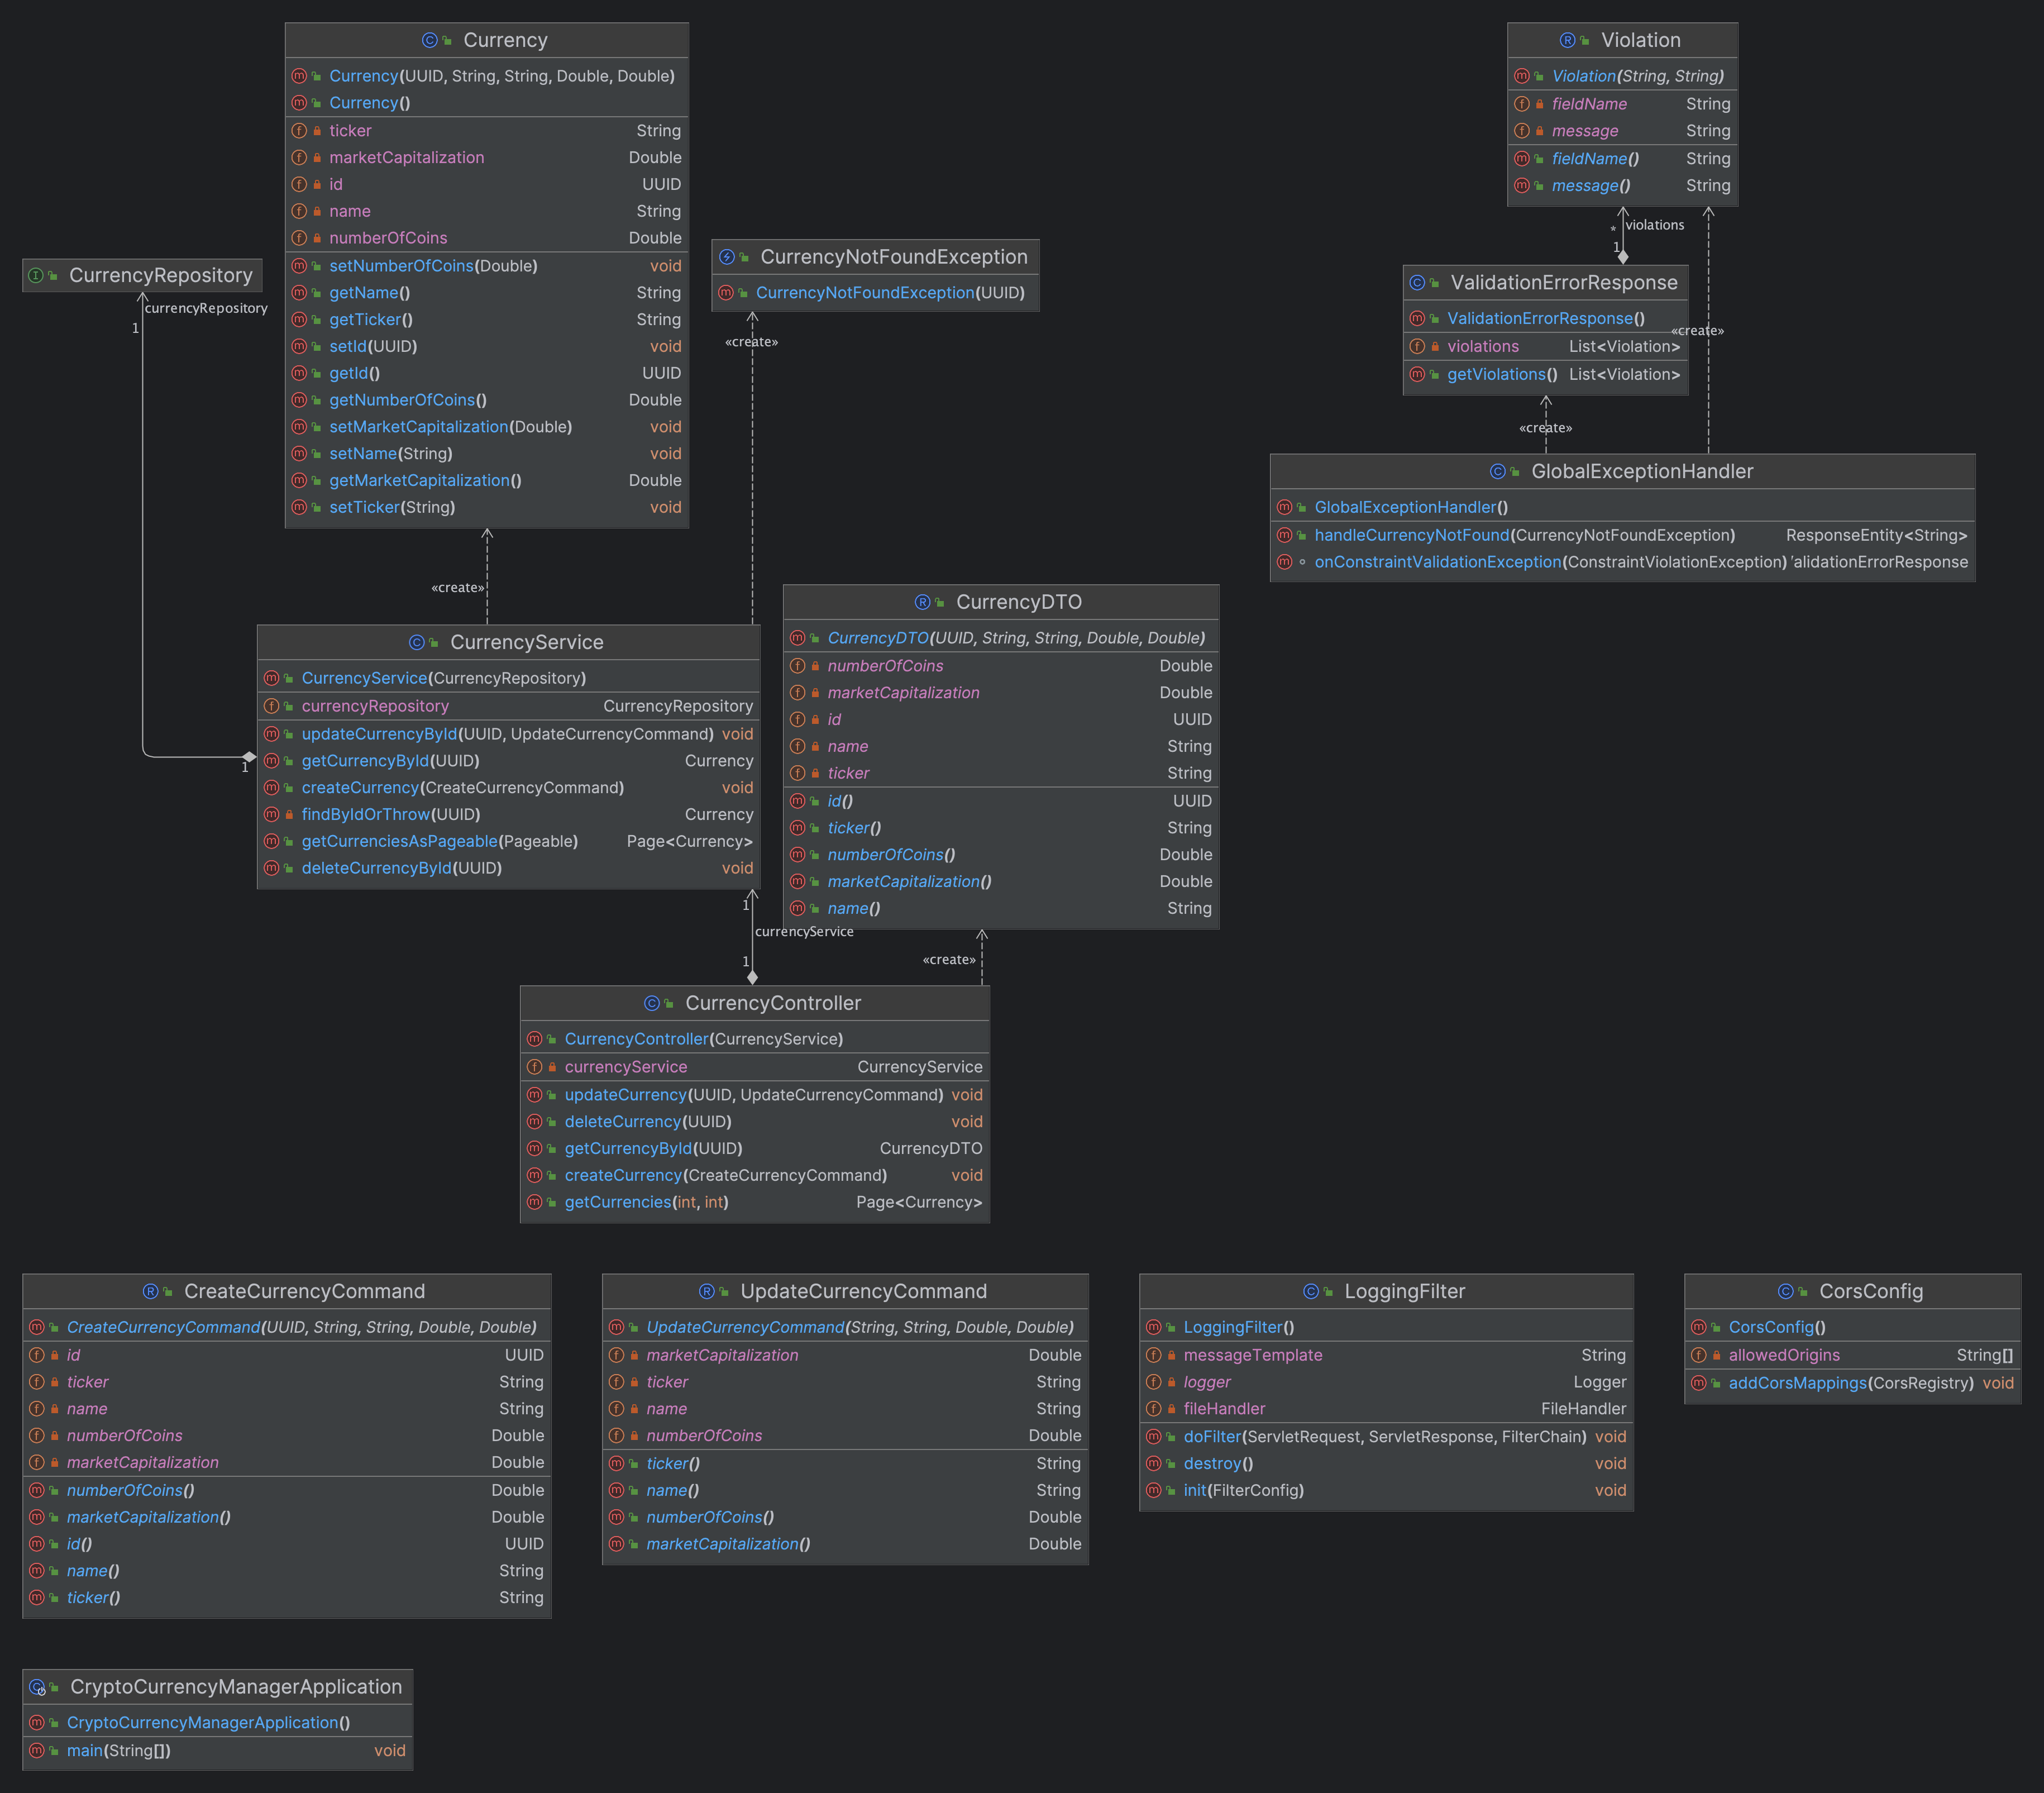 Currency
Currency(UUID, String, String, Double, Double)
Currency()
ticker String
marketCapitalization Double
id UUID
name String
numberOfCoins Double
setNumberOfCoins(Double) void
getName() String
getTicker() String
setId(UUID) void
getId() UUID
getNumberOfCoins() Double
setMarketCapitalization(Double) void
setName(String) void
getMarketCapitalization() Double
setTicker(String) void
Violation
Violation(String, String)
fieldName String
message String
fieldName() String
message() String
violations
*
1
CurrencyRepository
currencyRepository
1
CurrencyNotFoundException
CurrencyNotFoundException(UUID)
«create»
ValidationErrorResponse
ValidationErrorResponse()
violations List<Violation>
getViolations() List<Violation>
«create»
«create»
GlobalExceptionHandler
GlobalExceptionHandler()
handleCurrencyNotFound(CurrencyNotFoundException) ResponseEntity<String>
onConstraintValidationException(ConstraintViolationException) 'alidationErrorResponse
«create»
CurrencyService
CurrencyService(CurrencyRepository)
currencyRepository CurrencyRepository
updateCurrencyById(UUID, UpdateCurrencyCommand) void
getCurrencyById(UUID) Currency
createCurrency(CreateCurrencyCommand) void
findByIdOrThrow(UUID) Currency
getCurrenciesAsPageable(Pageable) Page<Currency>
deleteCurrencyById(UUID) void
1
CurrencyDTO
CurrencyDTO(UUID, String, String, Double, Double)
numberOfCoins Double
marketCapitalization Double
id UUID
name String
ticker String
id() UUID
ticker() String
numberOfCoins() Double
marketCapitalization() Double
name() String
1
currencyService
1
«create»
CurrencyController
CurrencyController(CurrencyService)
currencyService CurrencyService
updateCurrency(UUID, UpdateCurrencyCommand) void
deleteCurrency(UUID) void
getCurrencyById(UUID) CurrencyDTO
createCurrency(CreateCurrencyCommand) void
getCurrencies(int, int) Page<Currency>
CreateCurrencyCommand
CreateCurrencyCommand(UUID, String, String, Double, Double)
id UUID
ticker String
name String
numberOfCoins Double
marketCapitalization Double
numberOfCoins() Double
marketCapitalization() Double
id() UUID
name() String
ticker() String
UpdateCurrencyCommand
UpdateCurrencyCommand(String, String, Double, Double)
marketCapitalization Double
ticker String
name String
numberOfCoins Double
ticker() String
name() String
numberOfCoins() Double
marketCapitalization() Double
LoggingFilter
LoggingFilter()
messageTemplate String
logger Logger
fileHandler FileHandler
doFilter(ServletRequest, ServletResponse, FilterChain) void
destroy() void
init(FilterConfig) void
CorsConfig
CorsConfig()
allowedOrigins String[]
addCorsMappings(CorsRegistry) void
CryptoCurrencyManagerApplication
CryptoCurrencyManagerApplication()
main(String[]) void